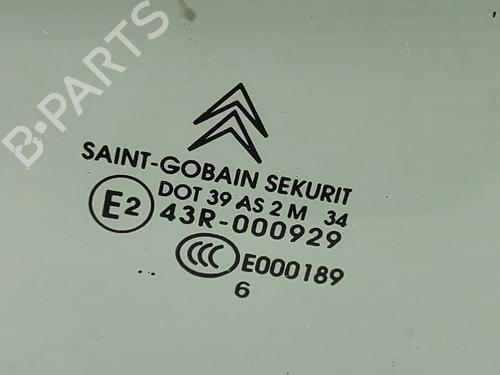 B-PARTS
SAINT-GOBAIN SEKURIT
DOT 39 AS 2 M 34
E2 43R-000929
CCC E000189
6